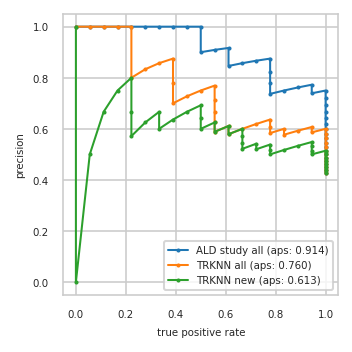 1.0
0.8
0.6
0.4
0.2
0.0
precision
0.0 0.2 0.4 0.6 0.8 1.0
true positive rate
ALD study all (aps: 0.914)
TRKNN all (aps: 0.760)
TRKNN new (aps: 0.613)